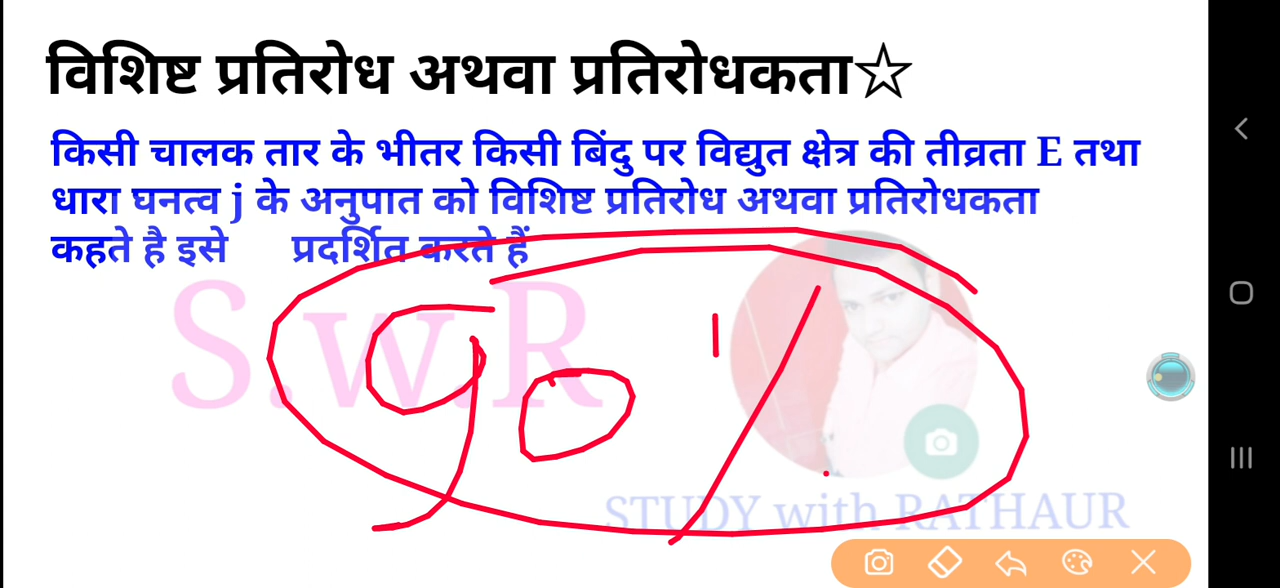 विशिष्ट प्रतिरोध अथवा प्रतिरोधकता☆
किसी चालक तार के भीतर किसी बिंदु पर विद्युत क्षेत्र की तीव्रता E तथा
धारा घनत्व j के अनुपात को विशिष्ट प्रतिरोध अथवा प्रतिरोधकता
कहते है इसे प्रदर्शित करते हैं
S.w.R
90 /
STUDY with RATHAUR